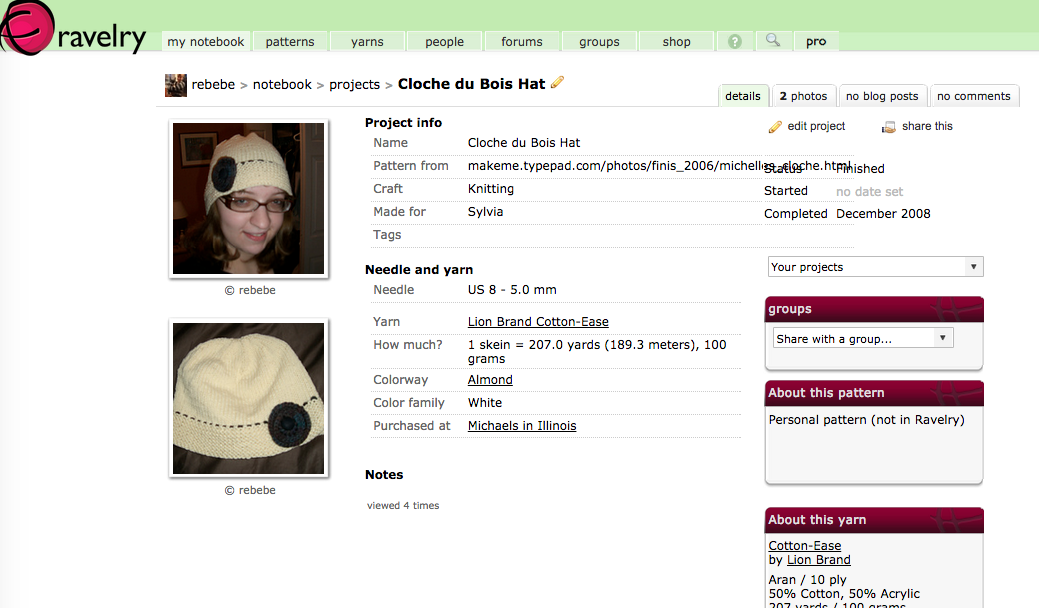 ravelry
my notebook patterns yarns people forums groups shop ? pro
rebebe > notebook > projects > Cloche du Bois Hat
details 2 photos no blog posts no comments
edit project share this
© rebebe
© rebebe
Project info
Name Cloche du Bois Hat
Pattern from makeme.typepad.com/photos/finis_2006/michelles_cloche.html
Craft Knitting
Made for Sylvia
Tags
Status Finished
Started no date set
Completed December 2008
Needle and yarn
Needle US 8 - 5.0 mm
Yarn Lion Brand Cotton-Ease
How much? 1 skein = 207.0 yards (189.3 meters), 100
grams
Colorway Almond
Color family White
Purchased at Michaels in Illinois
Notes
viewed 4 times
Your projects
groups
Share with a group...
About this pattern
Personal pattern (not in Ravelry)
About this yarn
Cotton-Ease
by Lion Brand
Aran / 10 ply
50% Cotton, 50% Acrylic
207 yards / 100 grams